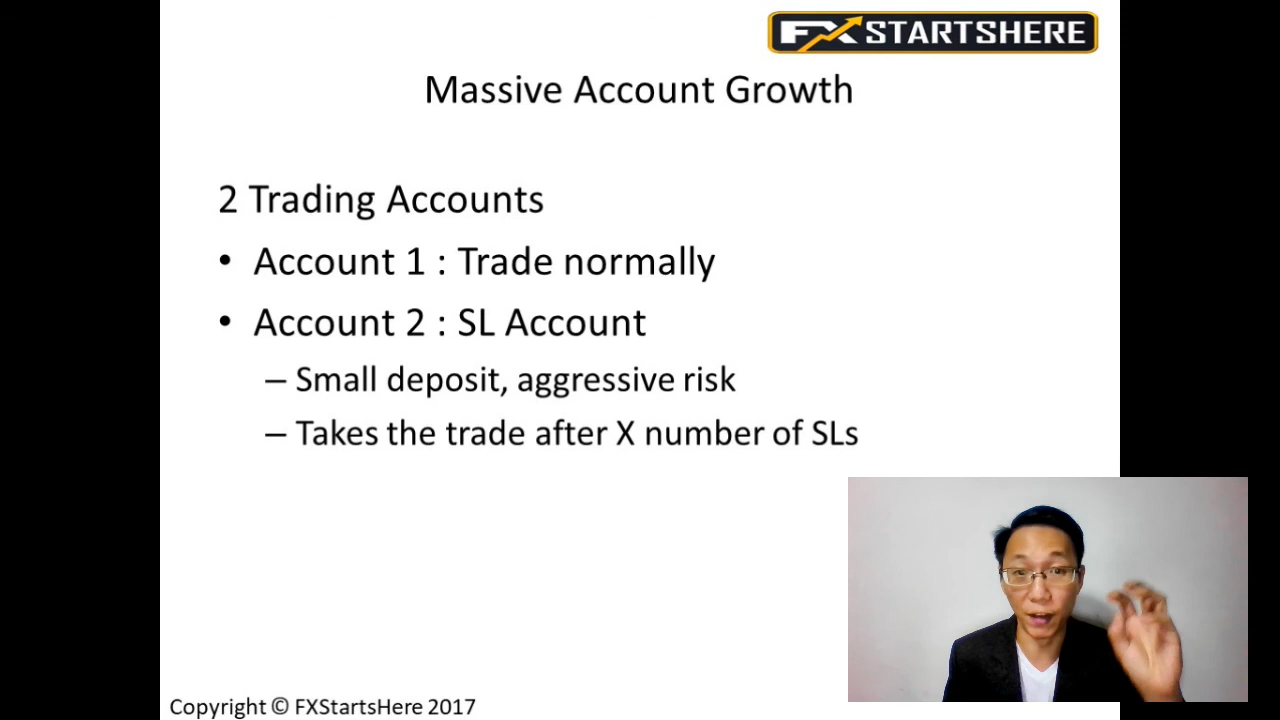 FX STARTSHERE
Massive Account Growth
2 Trading Accounts
• Account 1 : Trade normally
• Account 2 : SL Account
– Small deposit, aggressive risk
– Takes the trade after X number of SLs
Copyright © FXStartsHere 2017